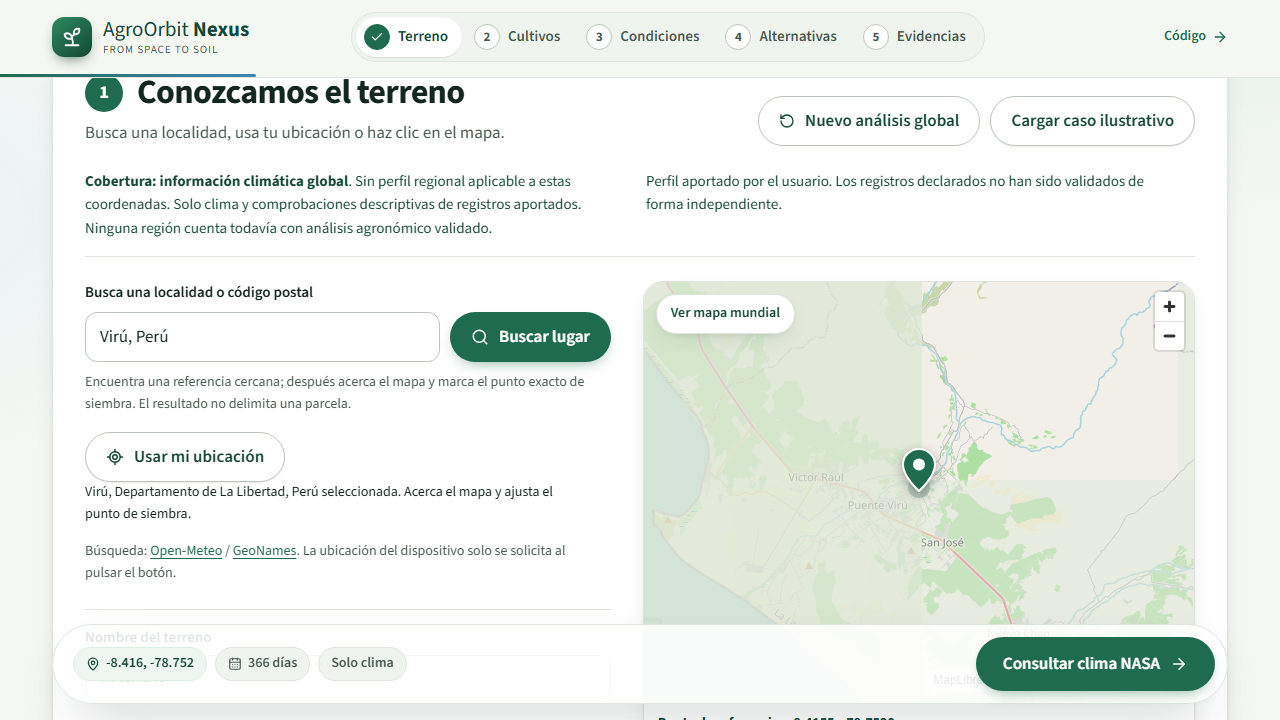 AgroOrbit Nexus
FROM SPACE TO SOIL
Terreno
2 Cultivos
3 Condiciones
4 Alternativas
5 Evidencias
Código
1 Conozcamos el terreno
Busca una localidad, usa tu ubicación o haz clic en el mapa.
Nuevo análisis global
Cargar caso ilustrativo
Cobertura: información climática global. Sin perfil regional aplicable a estas
coordenadas. Solo clima y comprobaciones descriptivas de registros aportados.
Ninguna región cuenta todavía con análisis agronómico validado.
Perfil aportado por el usuario. Los registros declarados no han sido validados de
forma independiente.
Busca una localidad o código postal
Virú, Perú
Buscar lugar
Encuentra una referencia cercana; después acerca el mapa y marca el punto exacto de
siembra. El resultado no delimita una parcela.
Usar mi ubicación
Virú, Departamento de La Libertad, Perú seleccionada. Acerca el mapa y ajusta el
punto de siembra.
Búsqueda: Open-Meteo / GeoNames. La ubicación del dispositivo solo se solicita al
pulsar el botón.
Nombre del terreno
Ver mapa mundial
+
−
Victor Raul
Puente Virú
San José
-8.416, -78.752
366 días
Solo clima
Consultar clima NASA